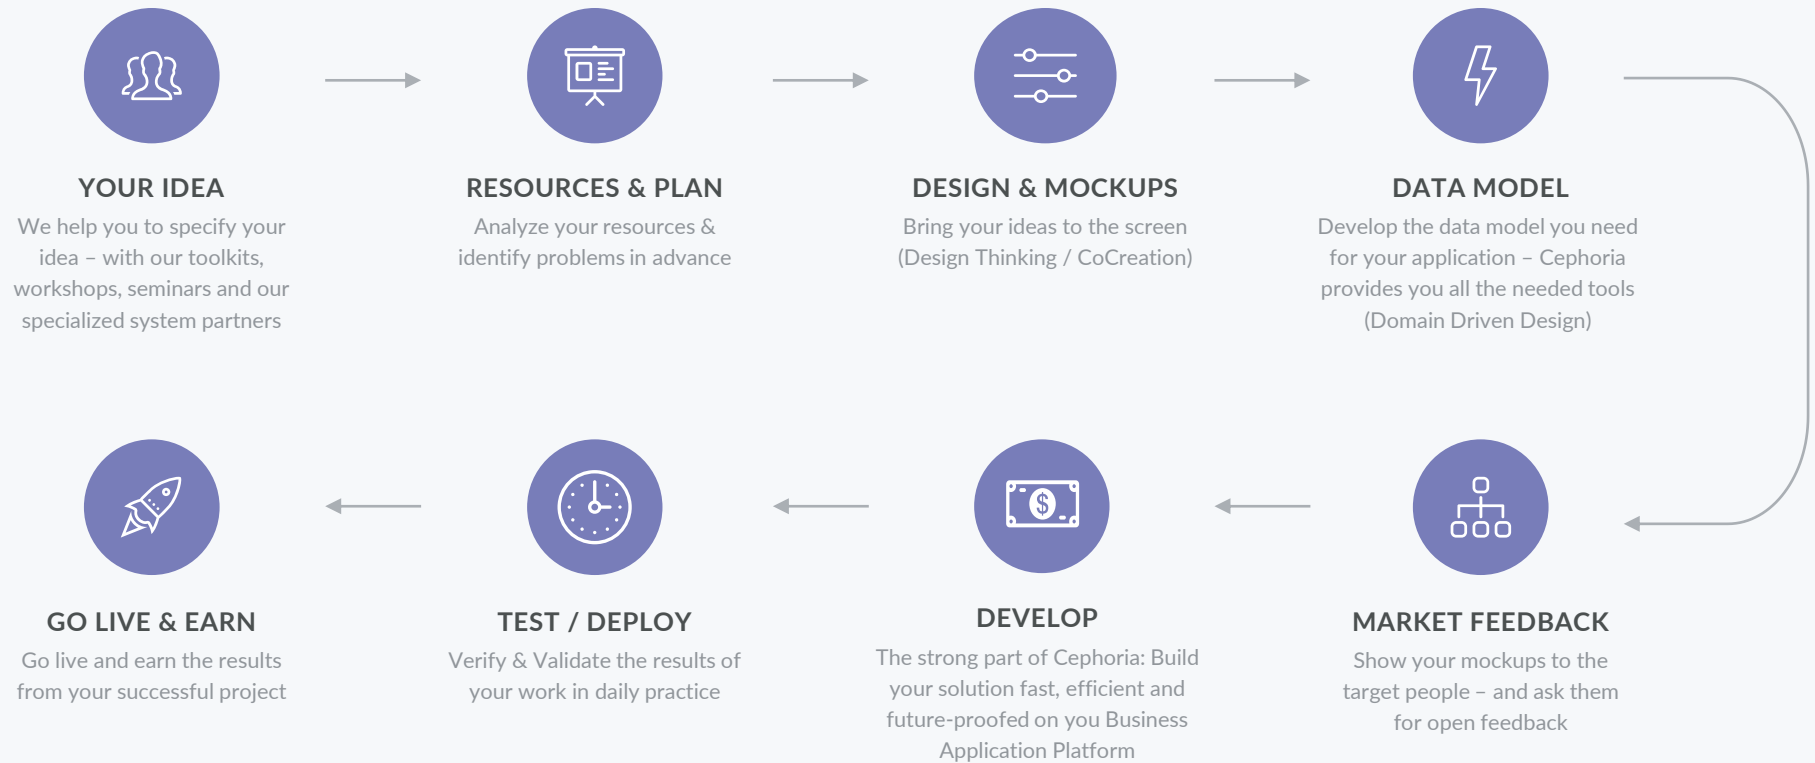 YOUR IDEA
We help you to specify your
idea – with our toolkits,
workshops, seminars and our
specialized system partners
RESOURCES & PLAN
Analyze your resources &
identify problems in advance
DESIGN & MOCKUPS
Bring your ideas to the screen
(Design Thinking / CoCreation)
DATA MODEL
Develop the data model you need
for your application – Cephoria
provides you all the needed tools
(Domain Driven Design)
MARKET FEEDBACK
Show your mockups to the
target people – and ask them
for open feedback
$
DEVELOP
The strong part of Cephoria: Build
your solution fast, efficient and
future-proofed on you Business
Application Platform
TEST / DEPLOY
Verify & Validate the results of
your work in daily practice
GO LIVE & EARN
Go live and earn the results
from your successful project